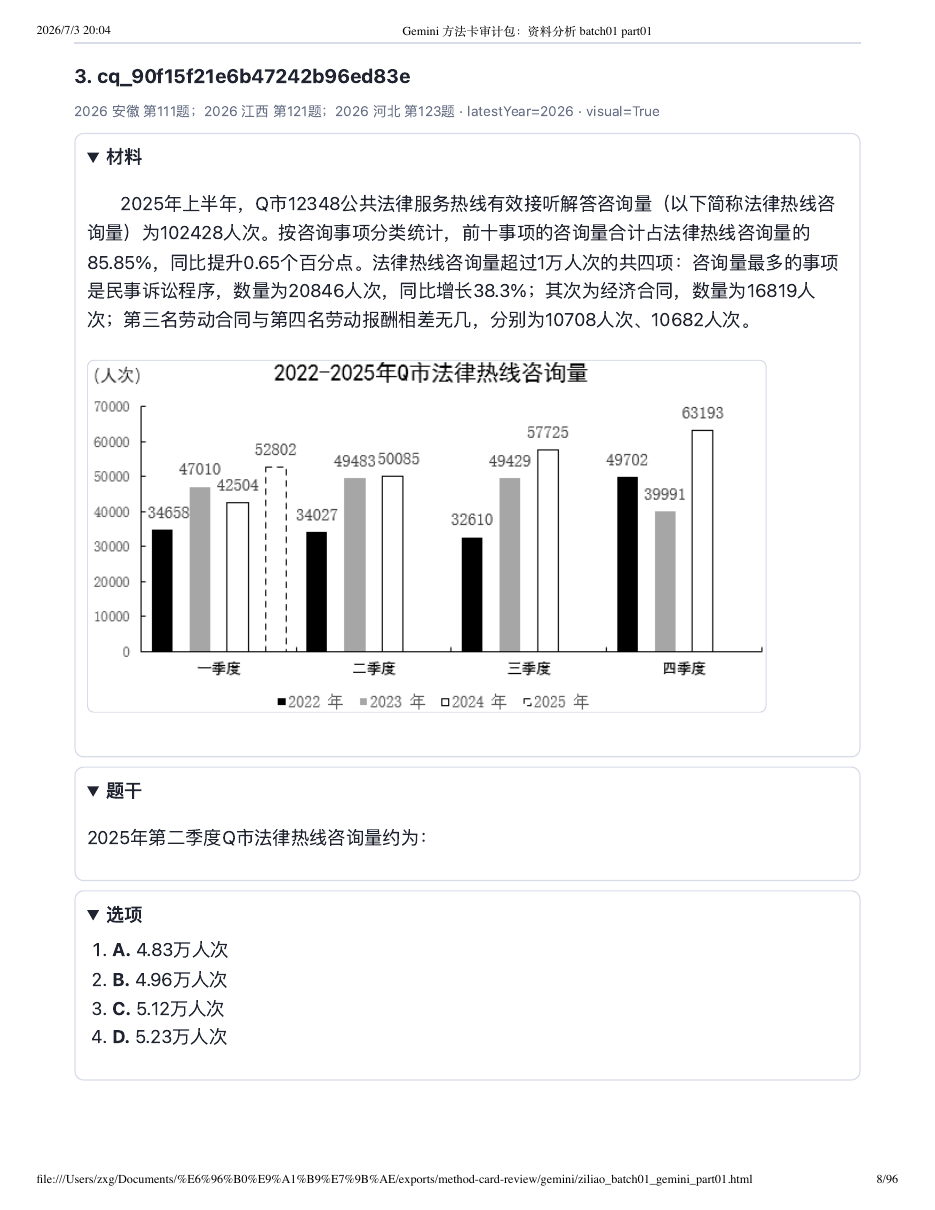 2026/7/3 20:04
Gemini 方法卡审计包：资料分析 batch01 part01
3. cq_90f15f21e6b47242b96ed83e
2026 安徽 第111题；2026 江西 第121题；2026 河北 第123题 · latestYear=2026 · visual=True
▼ 材料
2025年上半年，Q市12348公共法律服务热线有效接听解答咨询量（以下简称法律热线咨
询量）为102428人次。按咨询事项分类统计，前十事项的咨询量合计占法律热线咨询量的
85.85%，同比提升0.65个百分点。法律热线咨询量超过1万人次的共四项：咨询量最多的事项
是民事诉讼程序，数量为20846人次，同比增长38.3%；其次为经济合同，数量为16819人
次；第三名劳动合同与第四名劳动报酬相差无几，分别为10708人次、10682人次。
(人次)
2022-2025年Q市法律热线咨询量
70000
60000
50000
40000
30000
20000
10000
0
34658
47010
42504
52802
34027
49483
50085
32610
49429
57725
49702
39991
63193
一季度
二季度
三季度
四季度
2022 年
2023 年
2024 年
2025 年
▼ 题干
2025年第二季度Q市法律热线咨询量约为：
▼ 选项
1. A. 4.83万人次
2. B. 4.96万人次
3. C. 5.12万人次
4. D. 5.23万人次
file:///Users/zxg/Documents/%E6%96%B0%E9%A1%B9%E7%9B%AE/exports/method-card-review/gemini/ziliao_batch01_gemini_part01.html
8/96